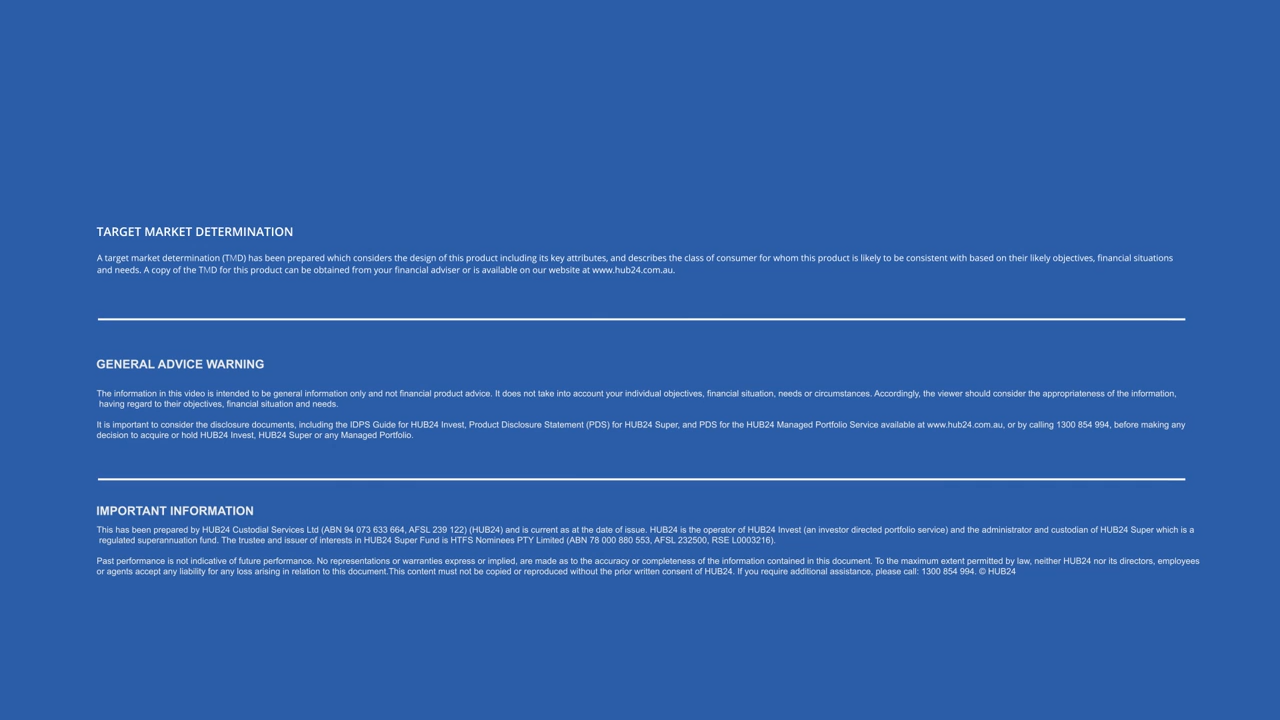 TARGET MARKET DETERMINATION
A target market determination (TMD) has been prepared which considers the design of this product including its key attributes, and describes the class of consumer for whom this product is likely to be consistent with based on their likely objectives, financial situations
and needs. A copy of the TMD for this product can be obtained from your financial adviser or is available on our website at www.hub24.com.au.
GENERAL ADVICE WARNING
The information in this video is intended to be general information only and not financial product advice. It does not take into account your individual objectives, financial situation, needs or circumstances. Accordingly, the viewer should consider the appropriateness of the information,
having regard to their objectives, financial situation and needs.
It is important to consider the disclosure documents, including the IDPS Guide for HUB24 Invest, Product Disclosure Statement (PDS) for HUB24 Super, and PDS for the HUB24 Managed Portfolio Service available at www.hub24.com.au, or by calling 1300 854 994, before making any
decision to acquire or hold HUB24 Invest, HUB24 Super or any Managed Portfolio.
IMPORTANT INFORMATION
This has been prepared by HUB24 Custodial Services Ltd (ABN 94 073 633 664, AFSL 239 122) (HUB24) and is current as at the date of issue. HUB24 is the operator of HUB24 Invest (an investor directed portfolio service) and the administrator and custodian of HUB24 Super which is a
regulated superannuation fund. The trustee and issuer of interests in HUB24 Super Fund is HTFS Nominees PTY Limited (ABN 78 000 880 553, AFSL 232500, RSE L0003216).
Past performance is not indicative of future performance. No representations or warranties express or implied, are made as to the accuracy or completeness of the information contained in this document. To the maximum extent permitted by law, neither HUB24 nor its directors, employees
or agents accept any liability for any loss arising in relation to this document.This content must not be copied or reproduced without the prior written consent of HUB24. If you require additional assistance, please call: 1300 854 994. © HUB24